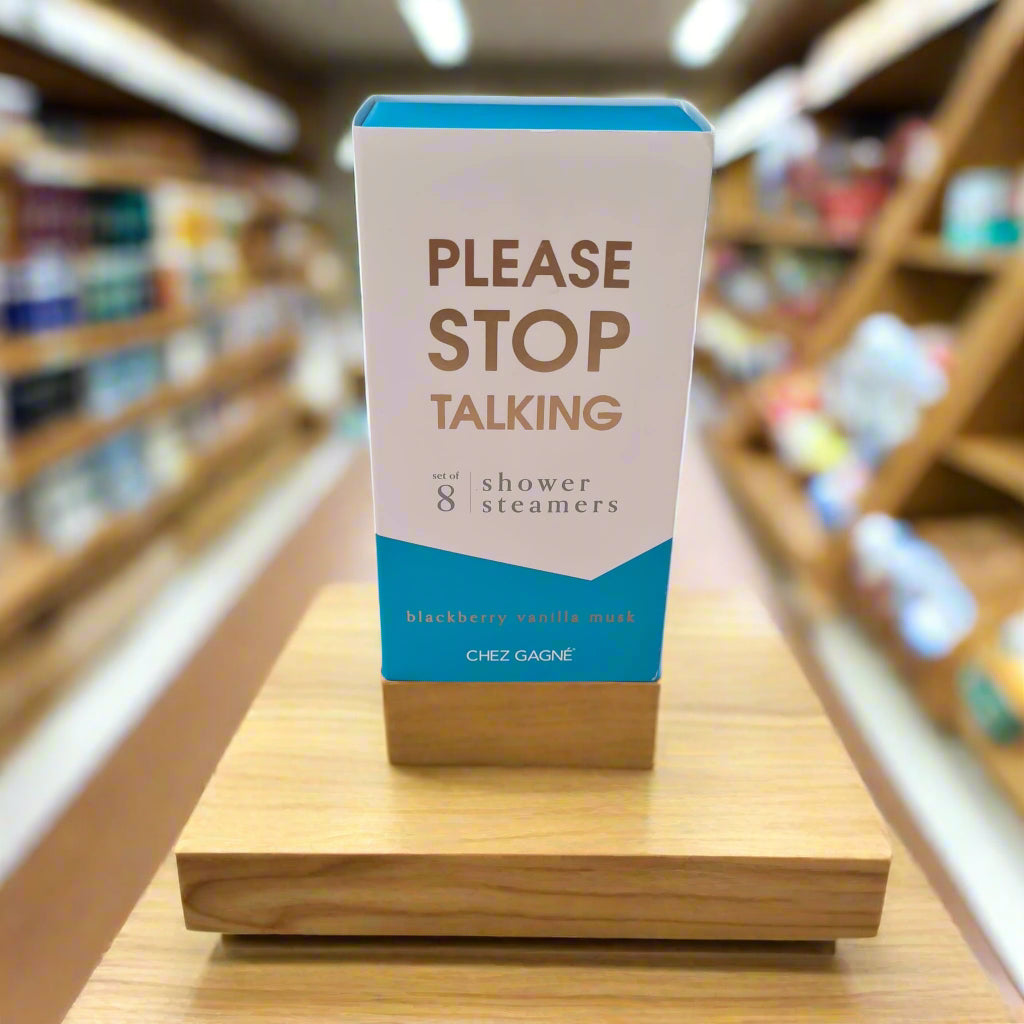 PLEASE
STOP
TALKING
set of
8
shower
steamers
blackberry vanilla musk
CHEZ GAGNÉ